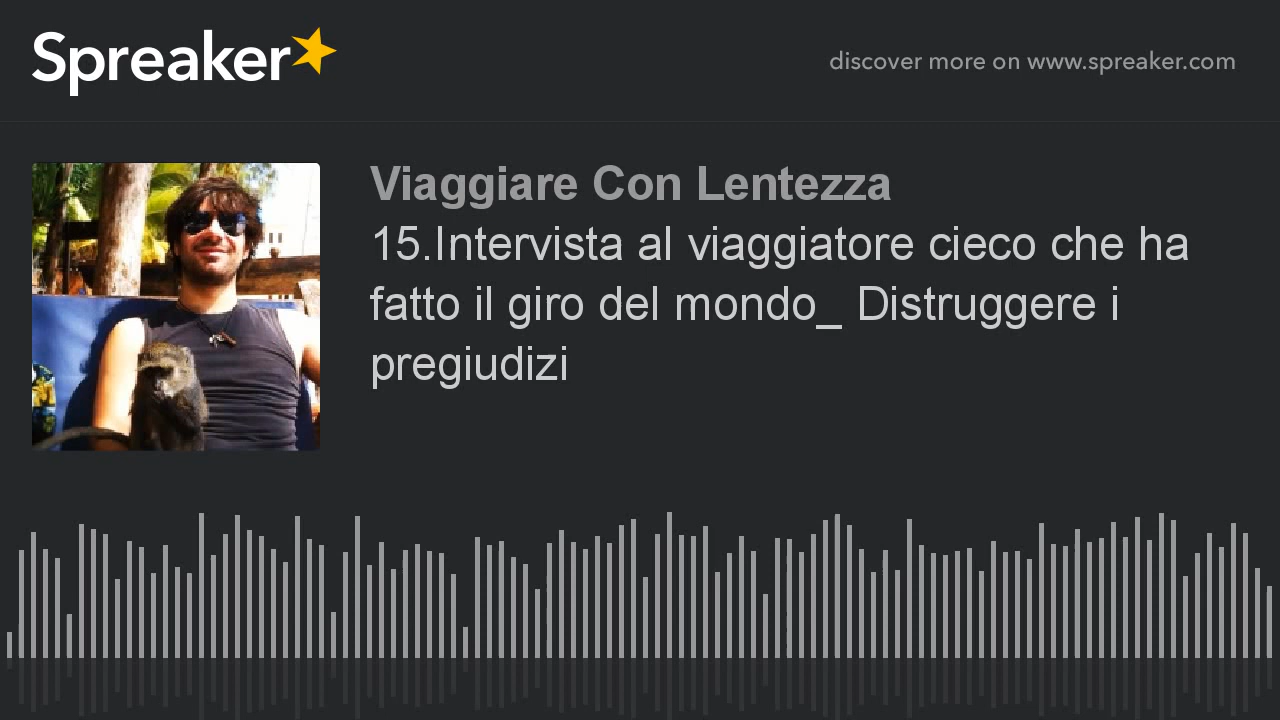 Spreaker
discover more on www.spreaker.com
Viaggiare Con Lentezza
15.Intervista al viaggiatore cieco che ha
fatto il giro del mondo_ Distruggere i
pregiudizi